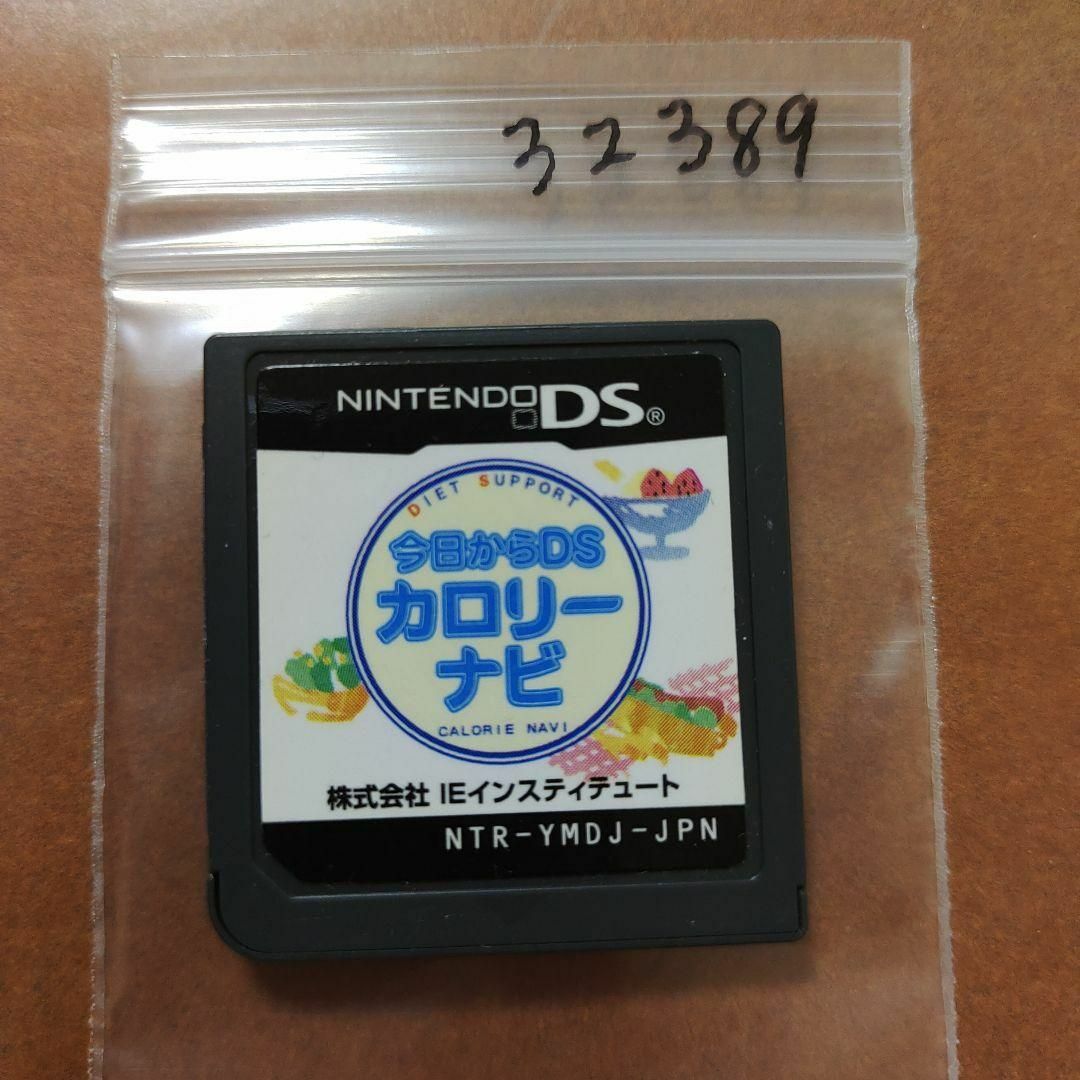 32389
NINTENDO DS®
DIET SUPPORT
今日からDS
カロリー
ナビ
CALORIE NAVI
株式会社 IEインスティテュート
NTR-YMDJ-JPN